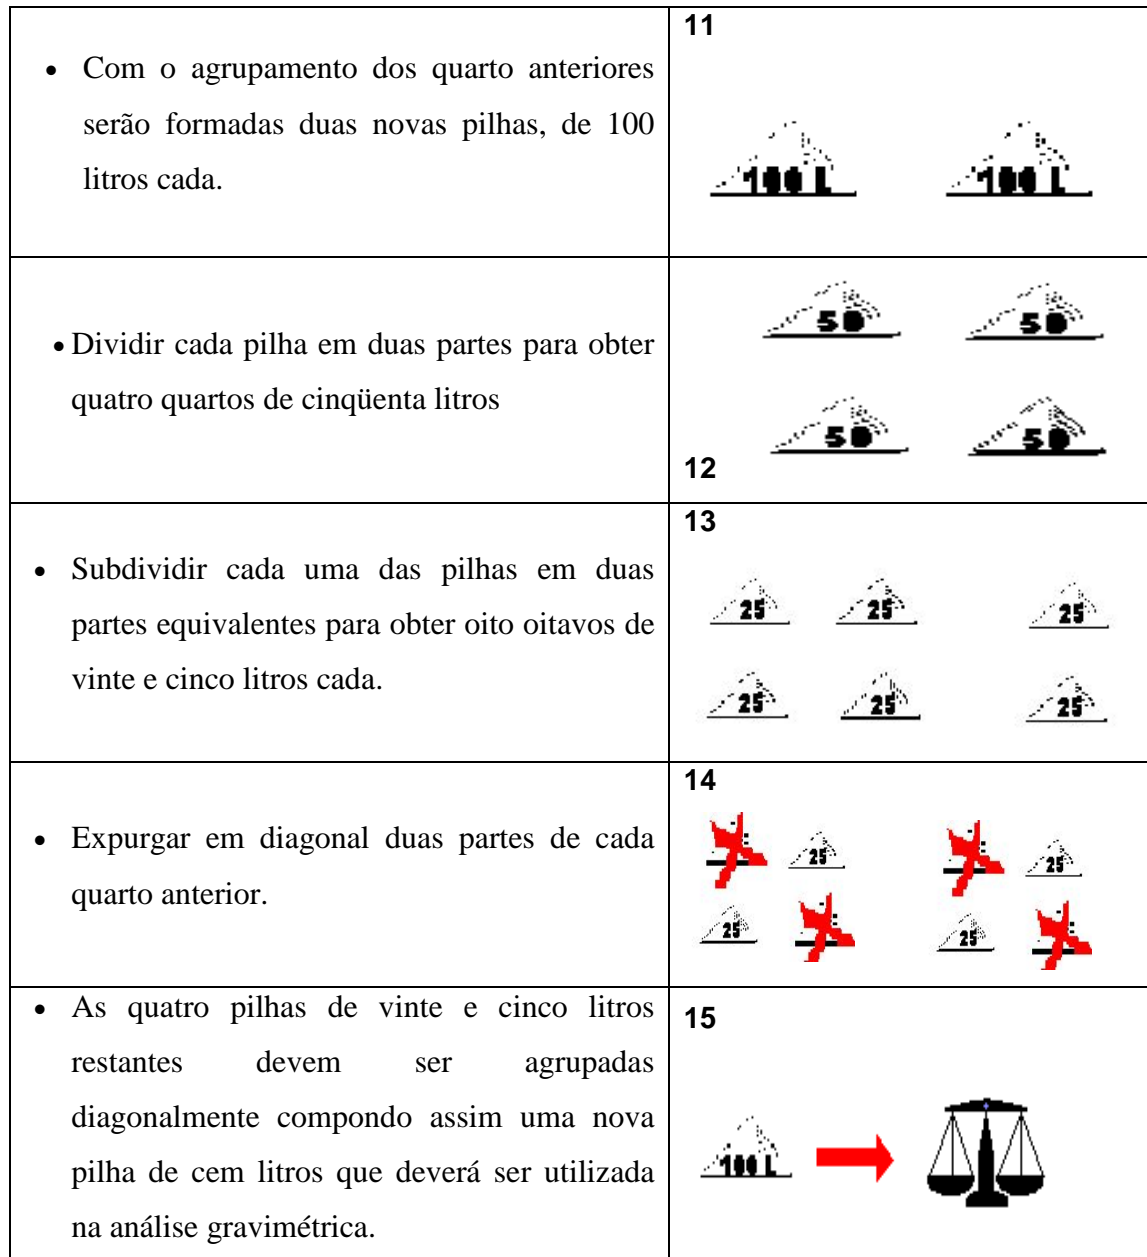 • Com o agrupamento dos quarto anteriores
serão formadas duas novas pilhas, de 100
litros cada.
11
100 L 100 L
• Dividir cada pilha em duas partes para obter
quatro quartos de cinqüenta litros
50 50
50 50
12
• Subdividir cada uma das pilhas em duas
partes equivalentes para obter oito oitavos de
vinte e cinco litros cada.
13
25 25 25
25 25 25
• Expurgar em diagonal duas partes de cada
quarto anterior.
14
25 25
25 25
• As quatro pilhas de vinte e cinco litros
restantes devem ser agrupadas
diagonalmente compondo assim uma nova
pilha de cem litros que deverá ser utilizada
na análise gravimétrica.
15
100 L